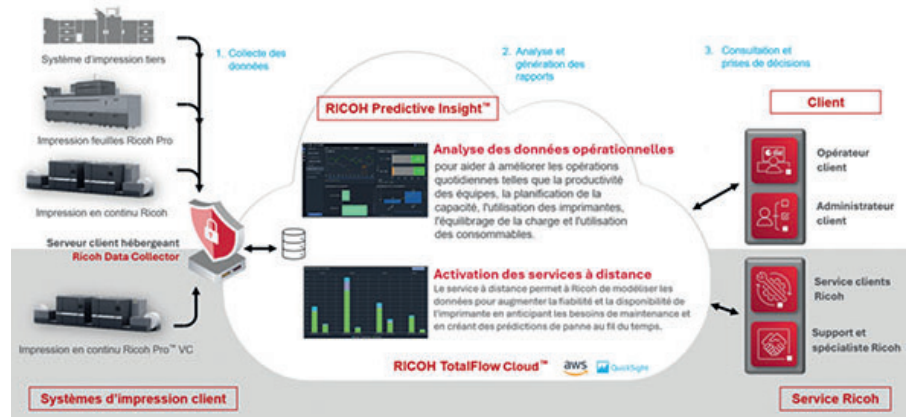 1. Collecte des
données
2. Analyse et
génération des
rapports
3. Consultation et
prises de décisions
Système d'impression tiers
Impression feuilles Ricoh Pro
Impression en continu Ricoh
Serveur client hébergeant
Ricoh Data Collector
Impression en continu Ricoh Pro™ VC
Systèmes d'impression client
RICOH Predictive Insight™
Analyse des données opérationnelles
pour aider à améliorer les opérations
quotidiennes telles que la productivité
des équipes, la planification de la
capacité, l'utilisation des imprimantes,
l'équilibrage de la charge et l'utilisation
des consommables.
Activation des services à distance
Le service à distance permet à Ricoh de modéliser les
données pour augmenter la fiabilité et la disponibilité de
l'imprimante en anticipant les besoins de maintenance et
en créant des prédictions de panne au fil du temps.
RICOH TotalFlow Cloud™
aws
QuickSight
Client
Opérateur
client
Administrateur
client
Service clients
Ricoh
Support et
spécialiste Ricoh
Service Ricoh